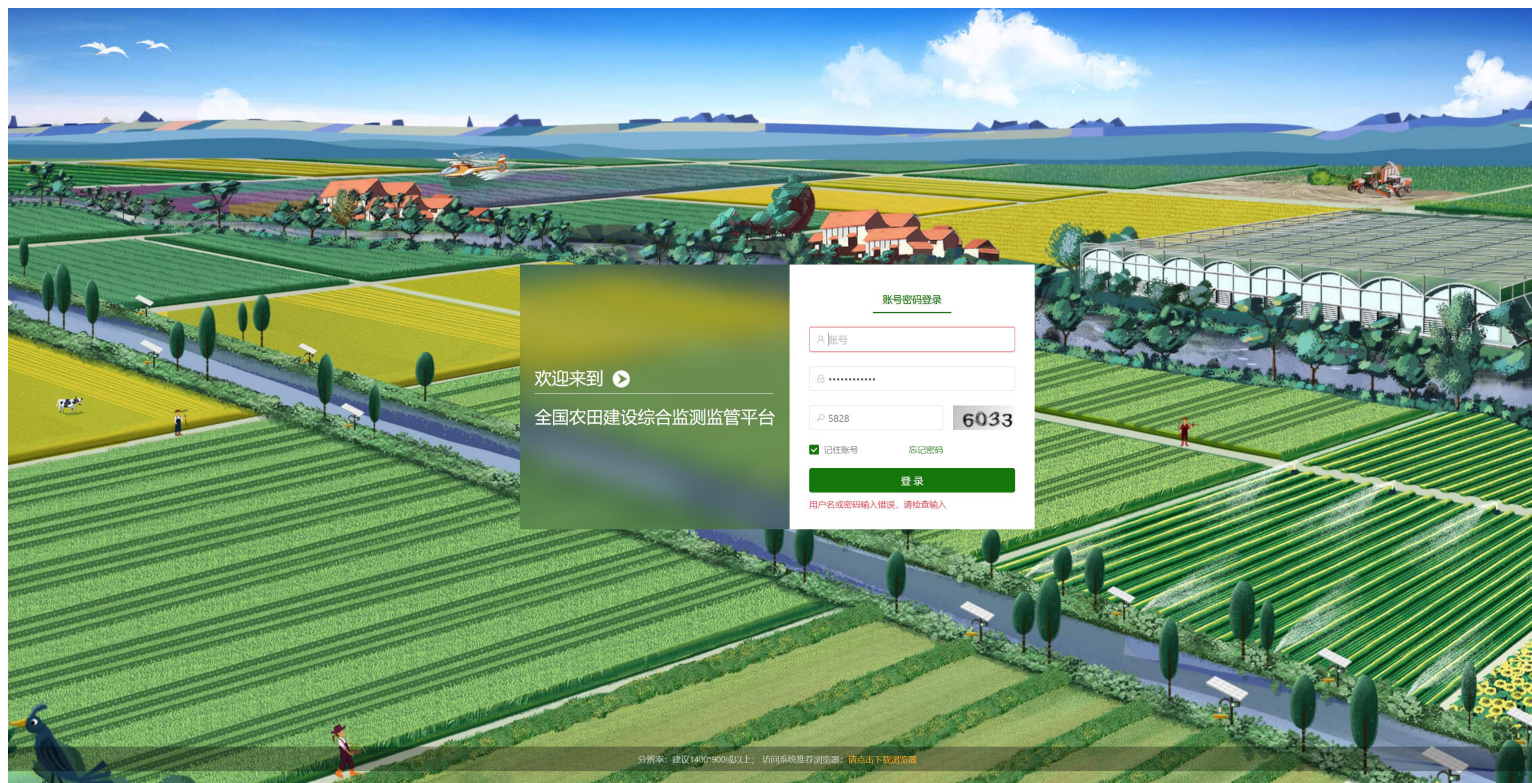 账号密码登录
账号
••••••••••••
欢迎来到
全国农田建设综合监测监管平台
5828
6033
记住账号 忘记密码
登 录
用户名或密码输入错误，请检查输入
分辨率：建议1400*900或以上； 访问系统推荐浏览器：请点击下载浏览器